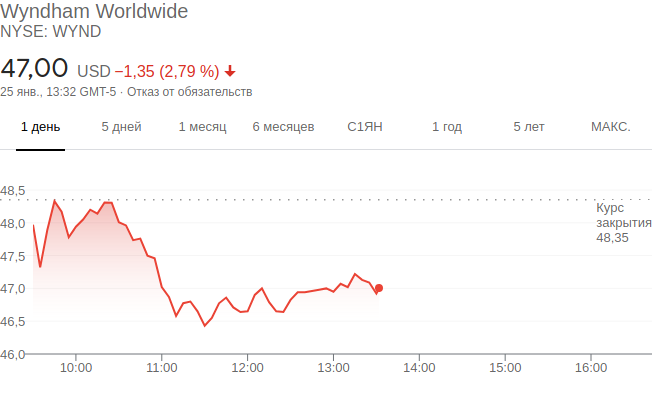 Wyndham Worldwide
NYSE: WYND
47,00 USD −1,35 (2,79 %)
25 янв., 13:32 GMT-5 · Отказ от обязательств
1 день 5 дней 1 месяц 6 месяцев С1ЯН 1 год 5 лет МАКС.
48,5
Курс
закрытия
48,35
48,0
47,5
47,0
46,5
46,0
10:00 11:00 12:00 13:00 14:00 15:00 16:00